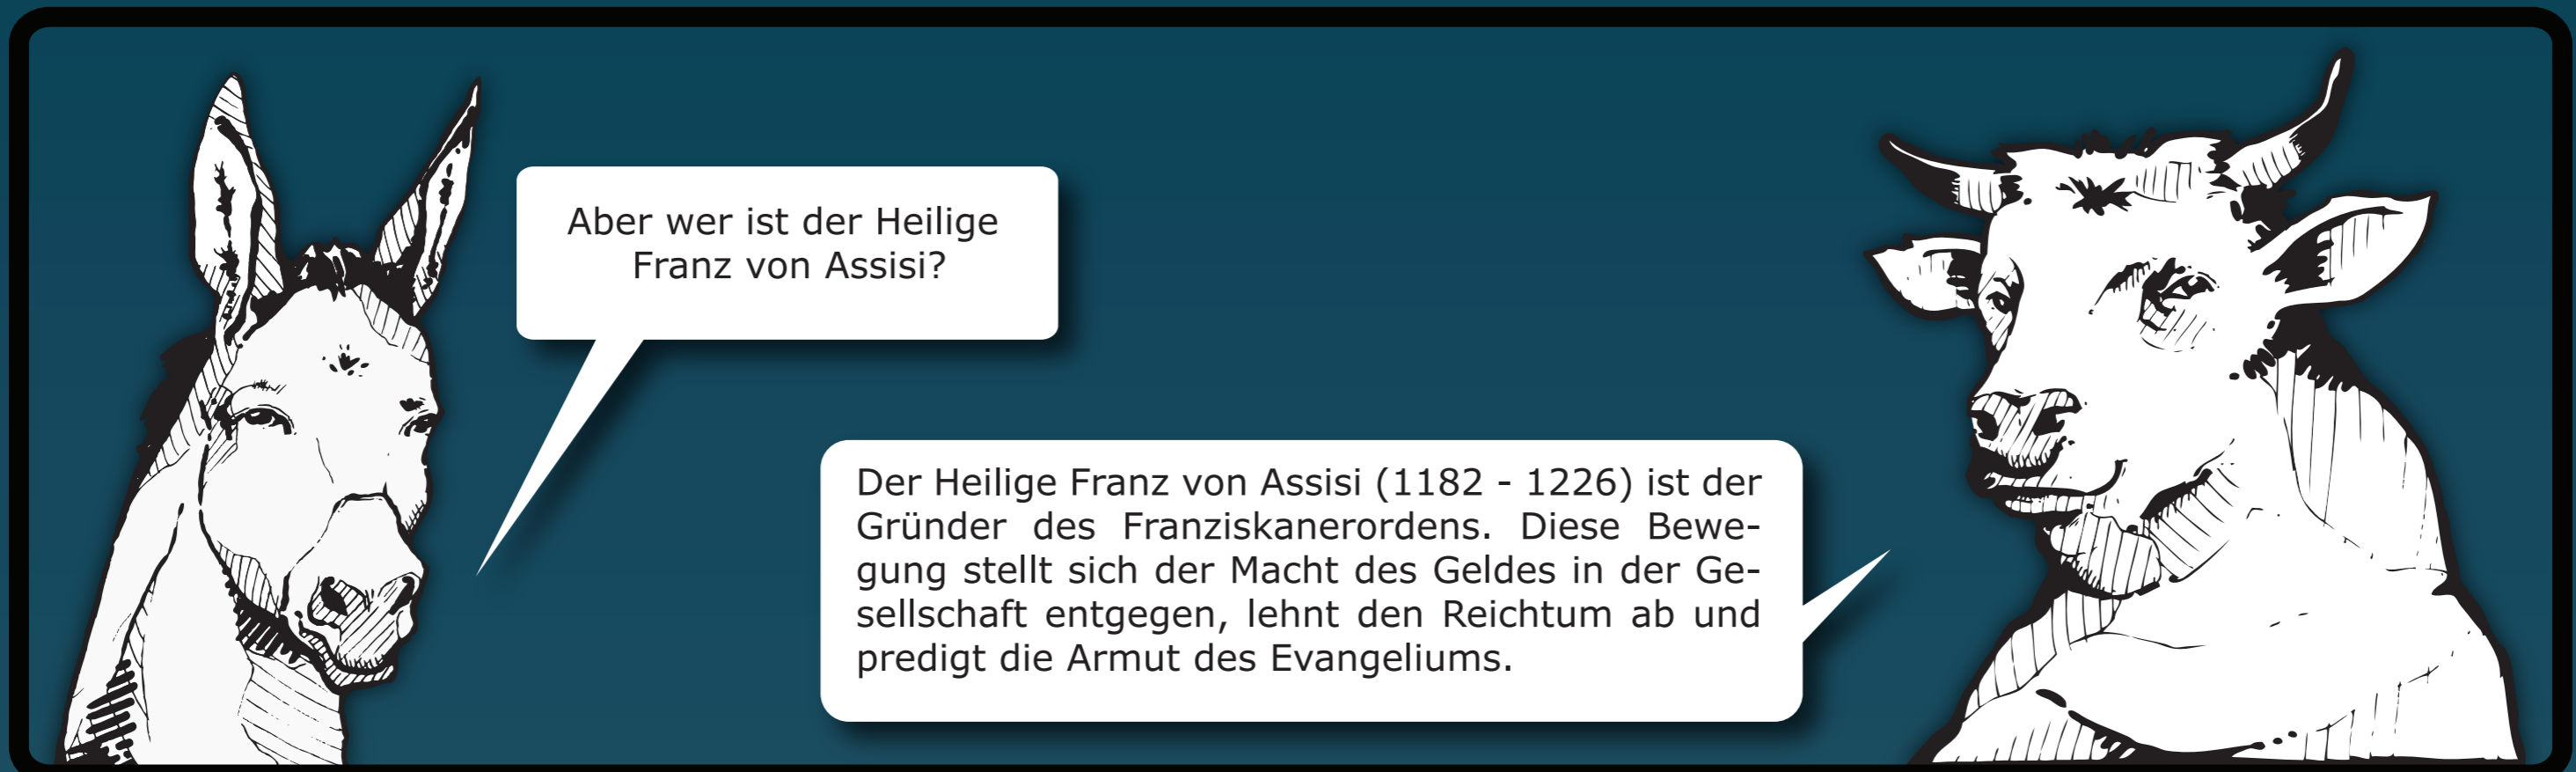 Aber wer ist der Heilige
Franz von Assisi?
Der Heilige Franz von Assisi (1182 - 1226) ist der
Gründer des Franziskanerordens. Diese Bewe-
gung stellt sich der Macht des Geldes in der Ge-
sellschaft entgegen, lehnt den Reichtum ab und
predigt die Armut des Evangeliums.